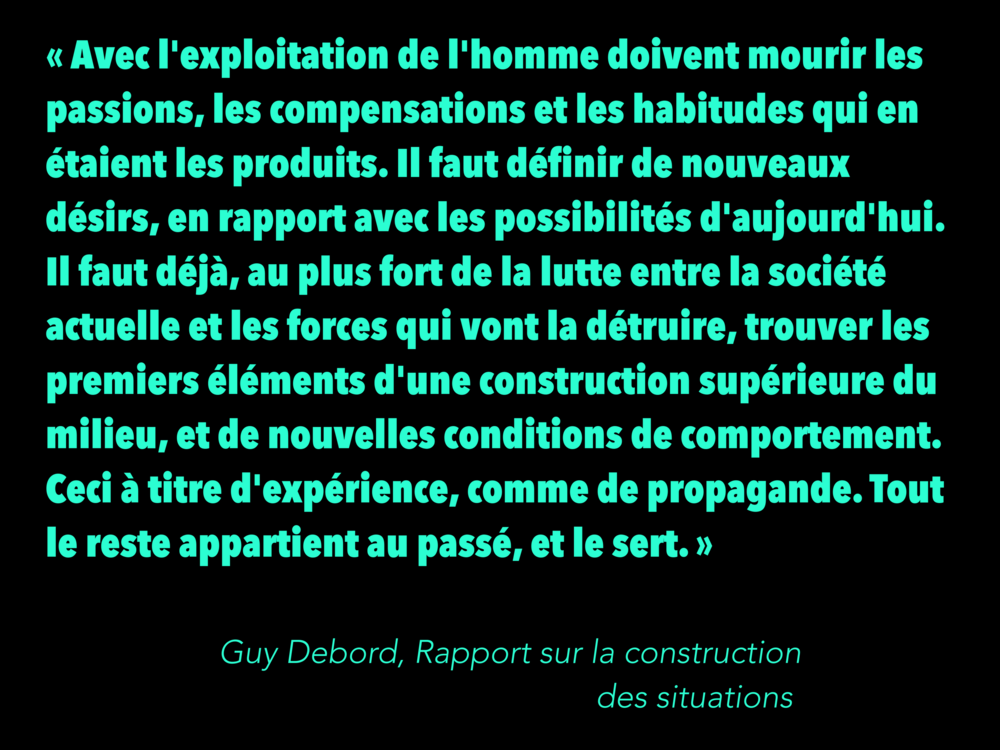 « Avec l'exploitation de l'homme doivent mourir les
passions, les compensations et les habitudes qui en
étaient les produits. Il faut définir de nouveaux
désirs, en rapport avec les possibilités d'aujourd'hui.
Il faut déjà, au plus fort de la lutte entre la société
actuelle et les forces qui vont la détruire, trouver les
premiers éléments d'une construction supérieure du
milieu, et de nouvelles conditions de comportement.
Ceci à titre d'expérience, comme de propagande. Tout
le reste appartient au passé, et le sert. »
Guy Debord, Rapport sur la construction
des situations